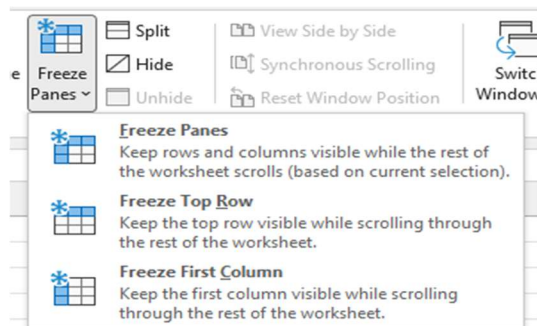 Split
View Side by Side
Hide
Synchronous Scrolling
Freeze
Panes
Unhide
Reset Window Position
Freeze Panes
Keep rows and columns visible while the rest of
the worksheet scrolls (based on current selection).
Freeze Top Row
Keep the top row visible while scrolling through
the rest of the worksheet.
Freeze First Column
Keep the first column visible while scrolling
through the rest of the worksheet.